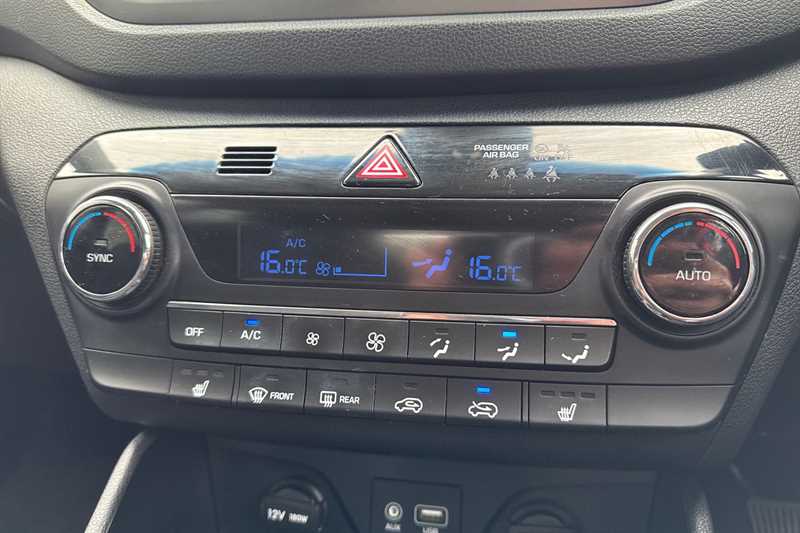 PASSENGER
AIR BAG
A/C
16.0°C
16.0°C
SYNC
AUTO
OFF
A/C
FRONT
REAR
12V 180W
AUX
USB